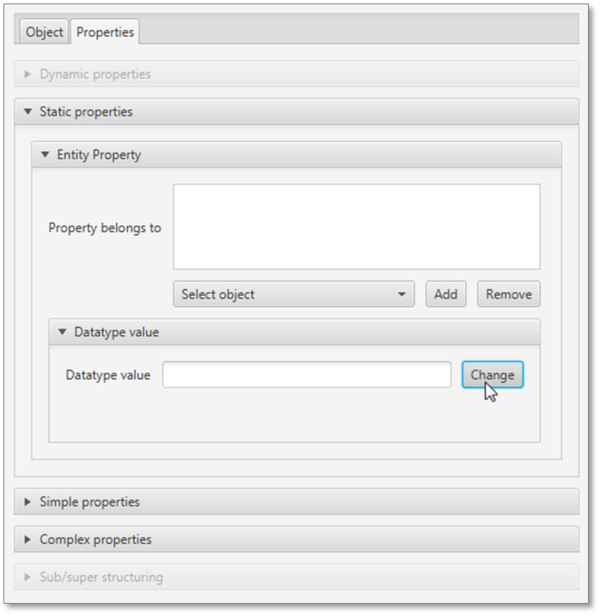 Object Properties
Dynamic properties
Static properties
Entity Property
Property belongs to
Select object Add Remove
Datatype value
Datatype value Change
Simple properties
Complex properties
Sub/super structuring